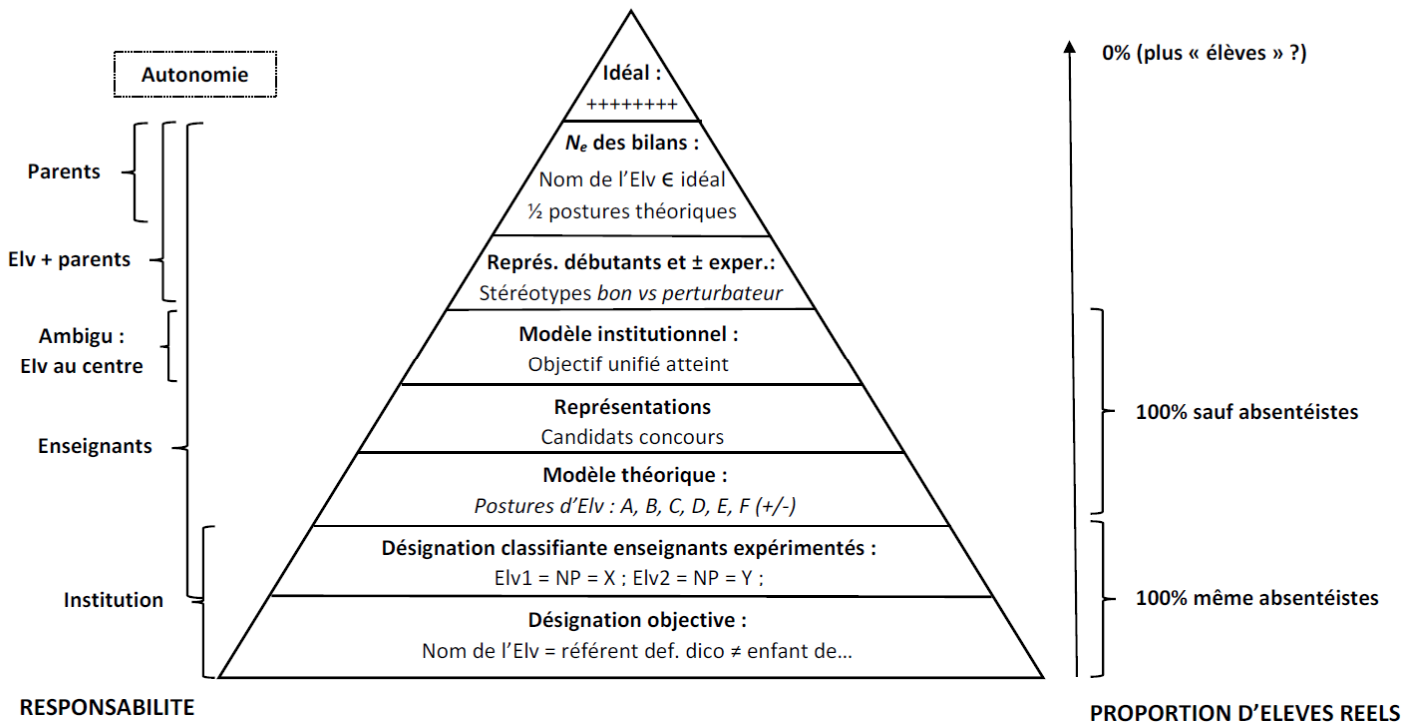 Autonomie
Parents
Elv + parents
Ambigu :
Elv au centre
Enseignants
Institution
RESPONSABILITE
Idéal :
++++++++
Nₑ des bilans :
Nom de l’Elv Є idéal
½ postures théoriques
Représ. débutants et ± exper.:
Stéréotypes bon vs perturbateur
Modèle institutionnel :
Objectif unifié atteint
Représentations
Candidats concours
Modèle théorique :
Postures d’Elv : A, B, C, D, E, F (+/-)
Désignation classifiante enseignants expérimentés :
Elv1 = NP = X ; Elv2 = NP = Y ;
Désignation objective :
Nom de l’Elv = référent def. dico ≠ enfant de…
0% (plus « élèves » ?)
100% sauf absentéistes
100% même absentéistes
PROPORTION D’ELEVES REELS